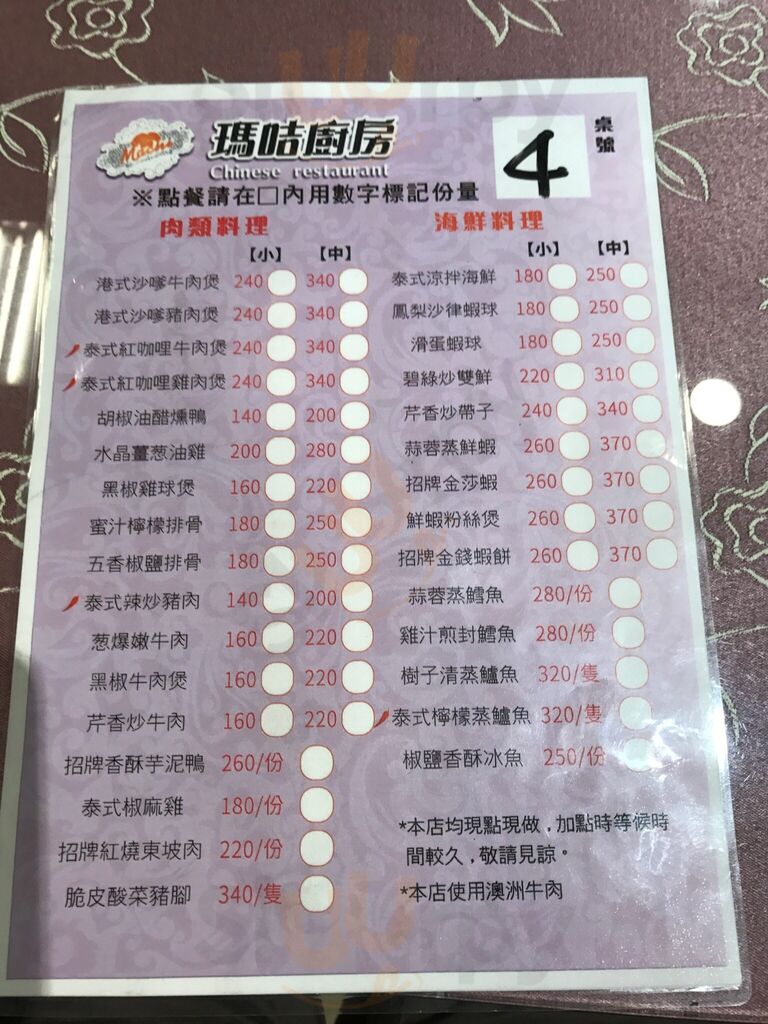 Machi
瑪咭廚房
Chinese restaurant
桌號
4
※點餐請在□內用數字標記份量
肉類料理
【小】 【中】
港式沙嗲牛肉煲 240 340
港式沙嗲豬肉煲 240 340
泰式紅咖哩牛肉煲 240 340
泰式紅咖哩雞肉煲 240 340
胡椒油醋燻鴨 140 200
水晶薑葱油雞 200 280
黑椒雞球煲 160 220
蜜汁檸檬排骨 180 250
五香椒鹽排骨 180 250
泰式辣炒豬肉 140 200
葱爆嫩牛肉 160 220
黑椒牛肉煲 160 220
芹香炒牛肉 160 220
招牌香酥芋泥鴨 260/份
泰式椒麻雞 180/份
招牌紅燒東坡肉 220/份
脆皮酸菜豬腳 340/隻
海鮮料理
【小】 【中】
泰式涼拌海鮮 180 250
鳳梨沙律蝦球 180 250
滑蛋蝦球 180 250
碧綠炒雙鮮 220 310
芹香炒帶子 240 340
蒜蓉蒸鮮蝦 260 370
招牌金莎蝦 260 370
鮮蝦粉絲煲 260 370
招牌金錢蝦餅 260 370
蒜蓉蒸鱈魚 280/份
雞汁煎封鱈魚 280/份
樹子清蒸鱸魚 320/隻
泰式檸檬蒸鱸魚 320/隻
椒鹽香酥冰魚 250/份
*本店均現點現做，加點時等候時
間較久，敬請見諒。
*本店使用澳洲牛肉